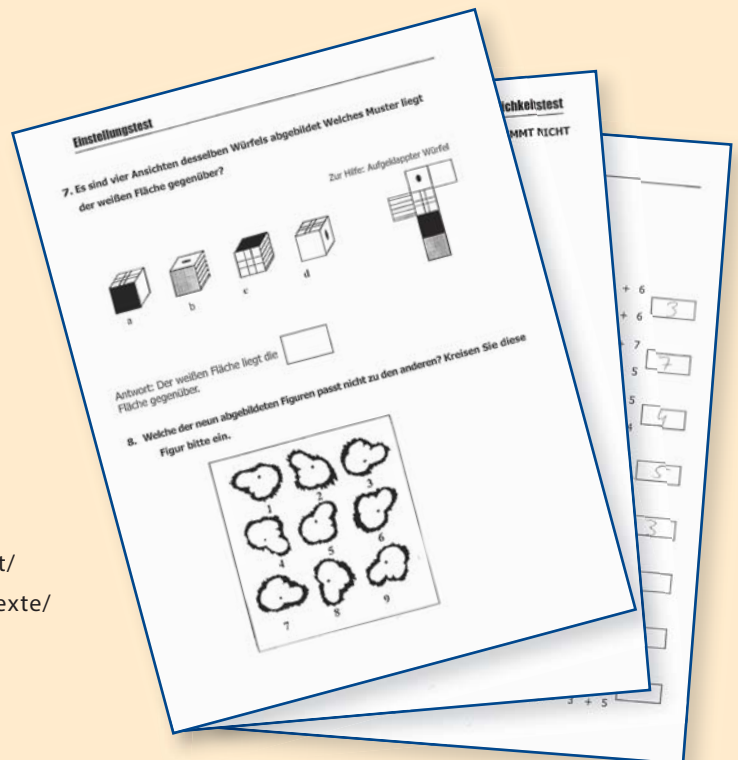 Einstellungstest
7. Es sind vier Ansichten desselben Würfels abgebildet Welches Muster liegt
der weißen Fläche gegenüber?
Zur Hilfe: Aufgeklappter Würfel
a
b
c
d
Antwort: Der weißen Fläche liegt die
Fläche gegenüber.
8. Welche der neun abgebildeten Figuren passt nicht zu den anderen? Kreisen Sie diese
Figur bitte ein.
1
2
3
4
5
6
7
8
9
ichkeitstest
MMT NICHT
+ 6
+ 6
3
7
5
7
5
5
3
3 + 5
t/
exte/